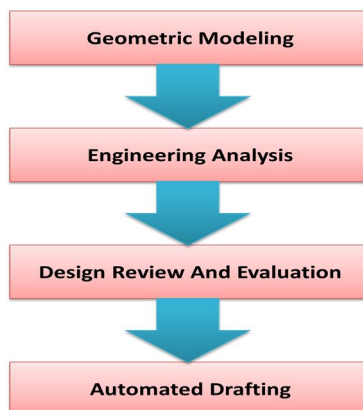 Geometric Modeling
Engineering Analysis
Design Review And Evaluation
Automated Drafting